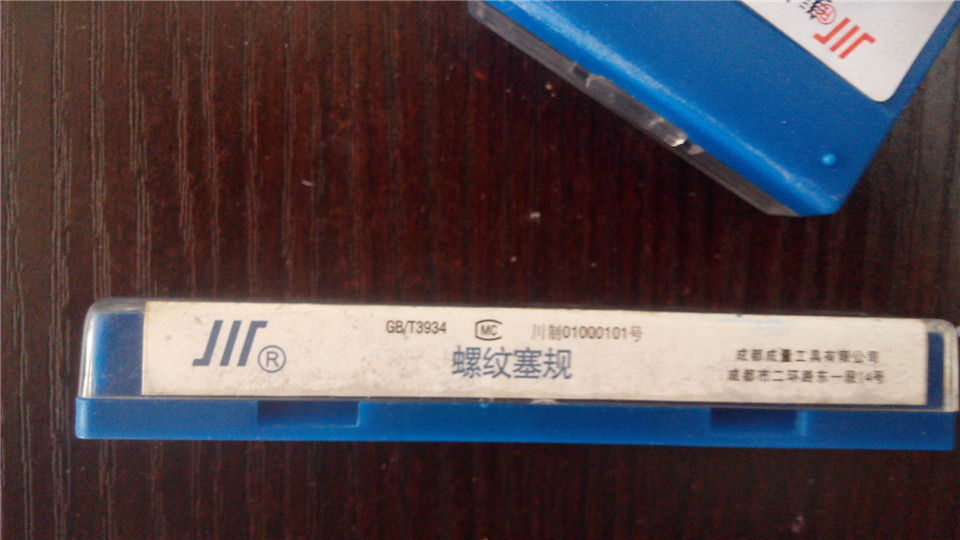 GB/T3934 MC 川制01000101号
螺纹塞规
®
成都成量工具有限公司
成都市二环路东一段14号